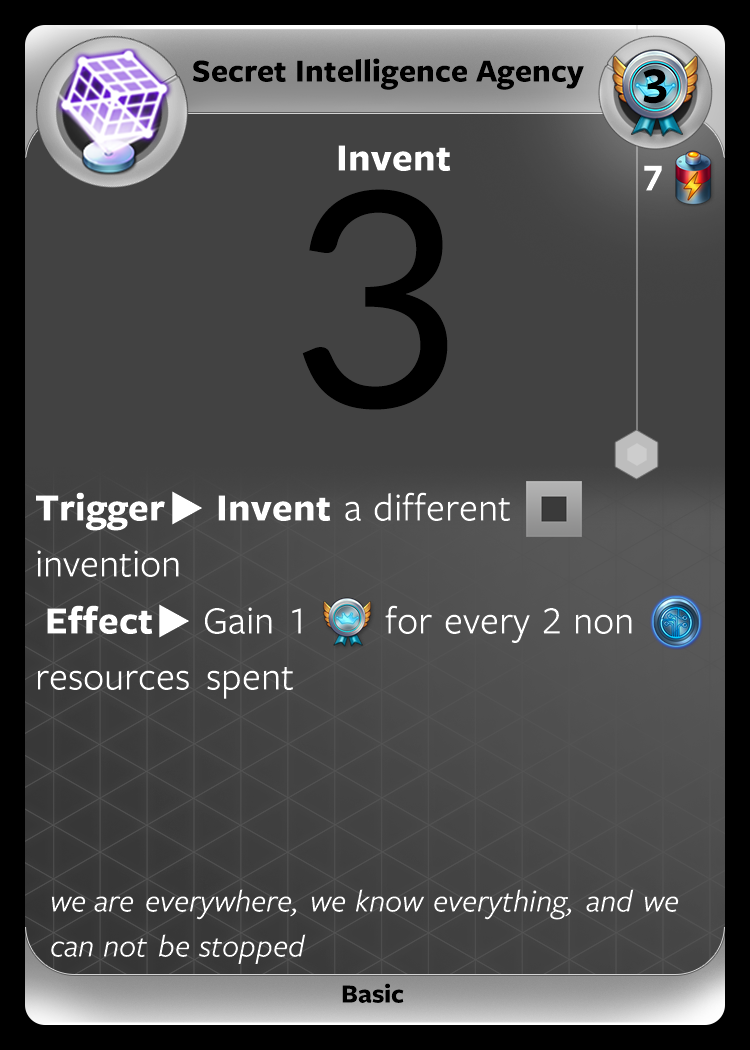 Secret Intelligence Agency
3
Invent
7
3
Trigger▶ Invent a different
invention
Effect▶ Gain 1 for every 2 non
resources spent
we are everywhere, we know everything, and we
can not be stopped
Basic